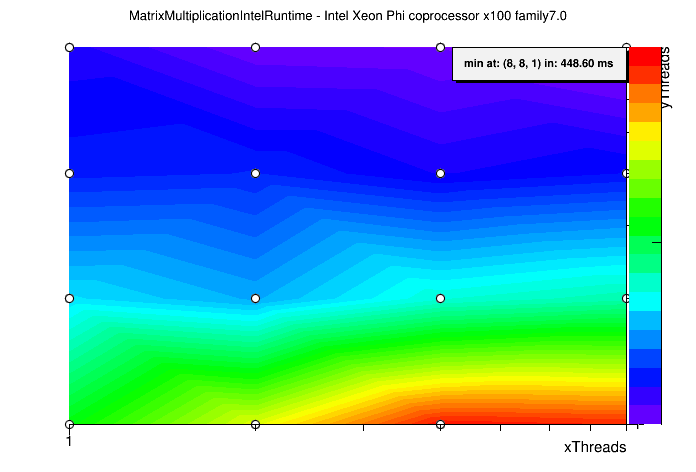 MatrixMultiplicationIntelRuntime - Intel Xeon Phi coprocessor x100 family7.0
min at: (8, 8, 1) in: 448.60 ms
yThreads
1
xThreads